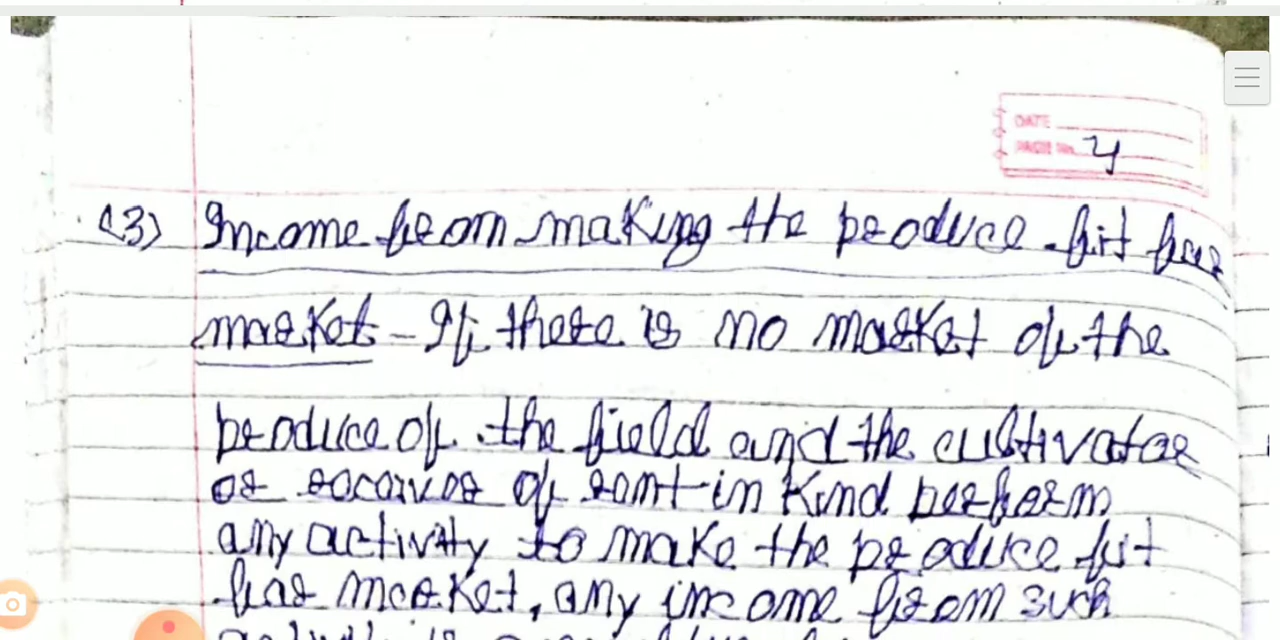 DATE
PAGE No. 4
(3) Income from making the produce fit for
market - If there is no market of the
produce of the field and the cultivator
or receiver of rent-in Kind perform
any activity to make the produce fit
for market, any income from such
activity is